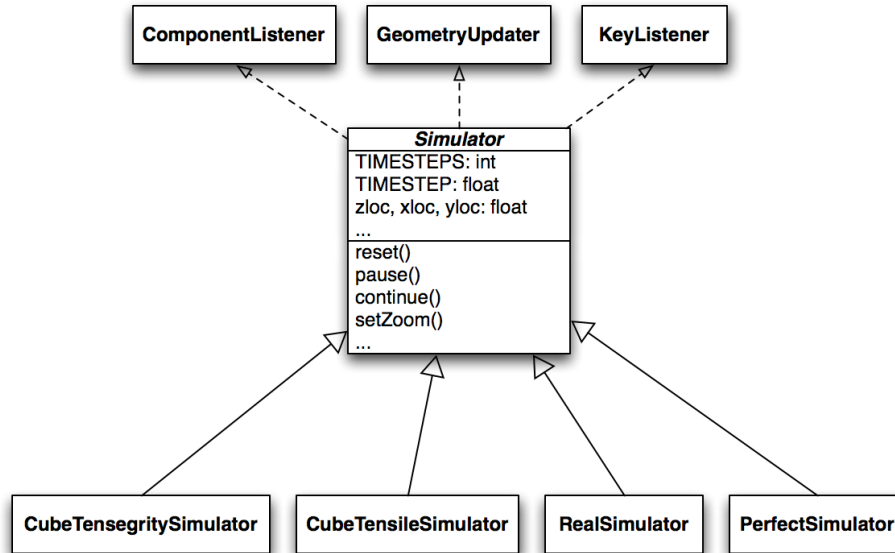 ComponentListener
GeometryUpdater
KeyListener
Simulator
TIMESTEPS: int
TIMESTEP: float
zloc, xloc, yloc: float
...
reset()
pause()
continue()
setZoom()
...
CubeTensegritySimulator
CubeTensileSimulator
RealSimulator
PerfectSimulator